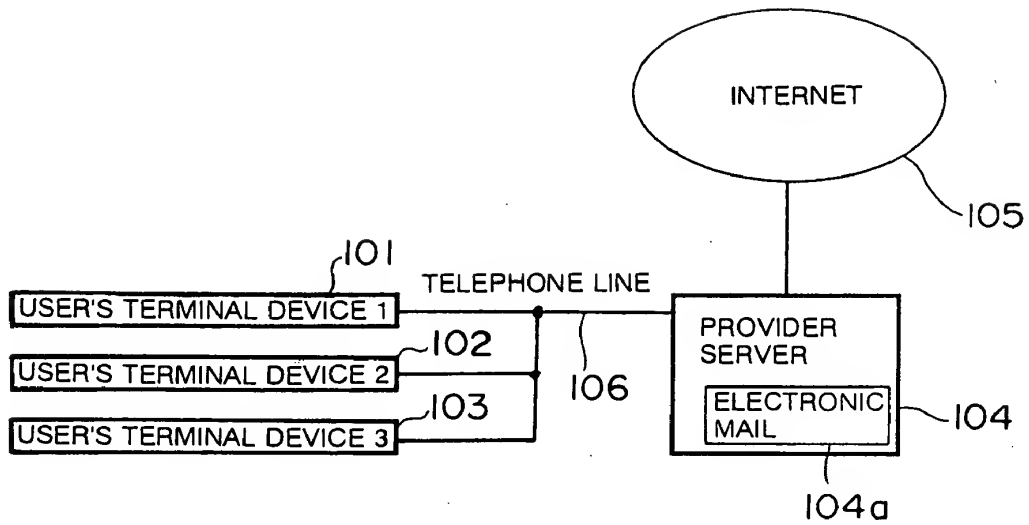 INTERNET
105
101
TELEPHONE LINE
USER'S TERMINAL DEVICE 1
102
USER'S TERMINAL DEVICE 2
103
USER'S TERMINAL DEVICE 3
106
PROVIDER
SERVER
ELECTRONIC
MAIL
104
104a